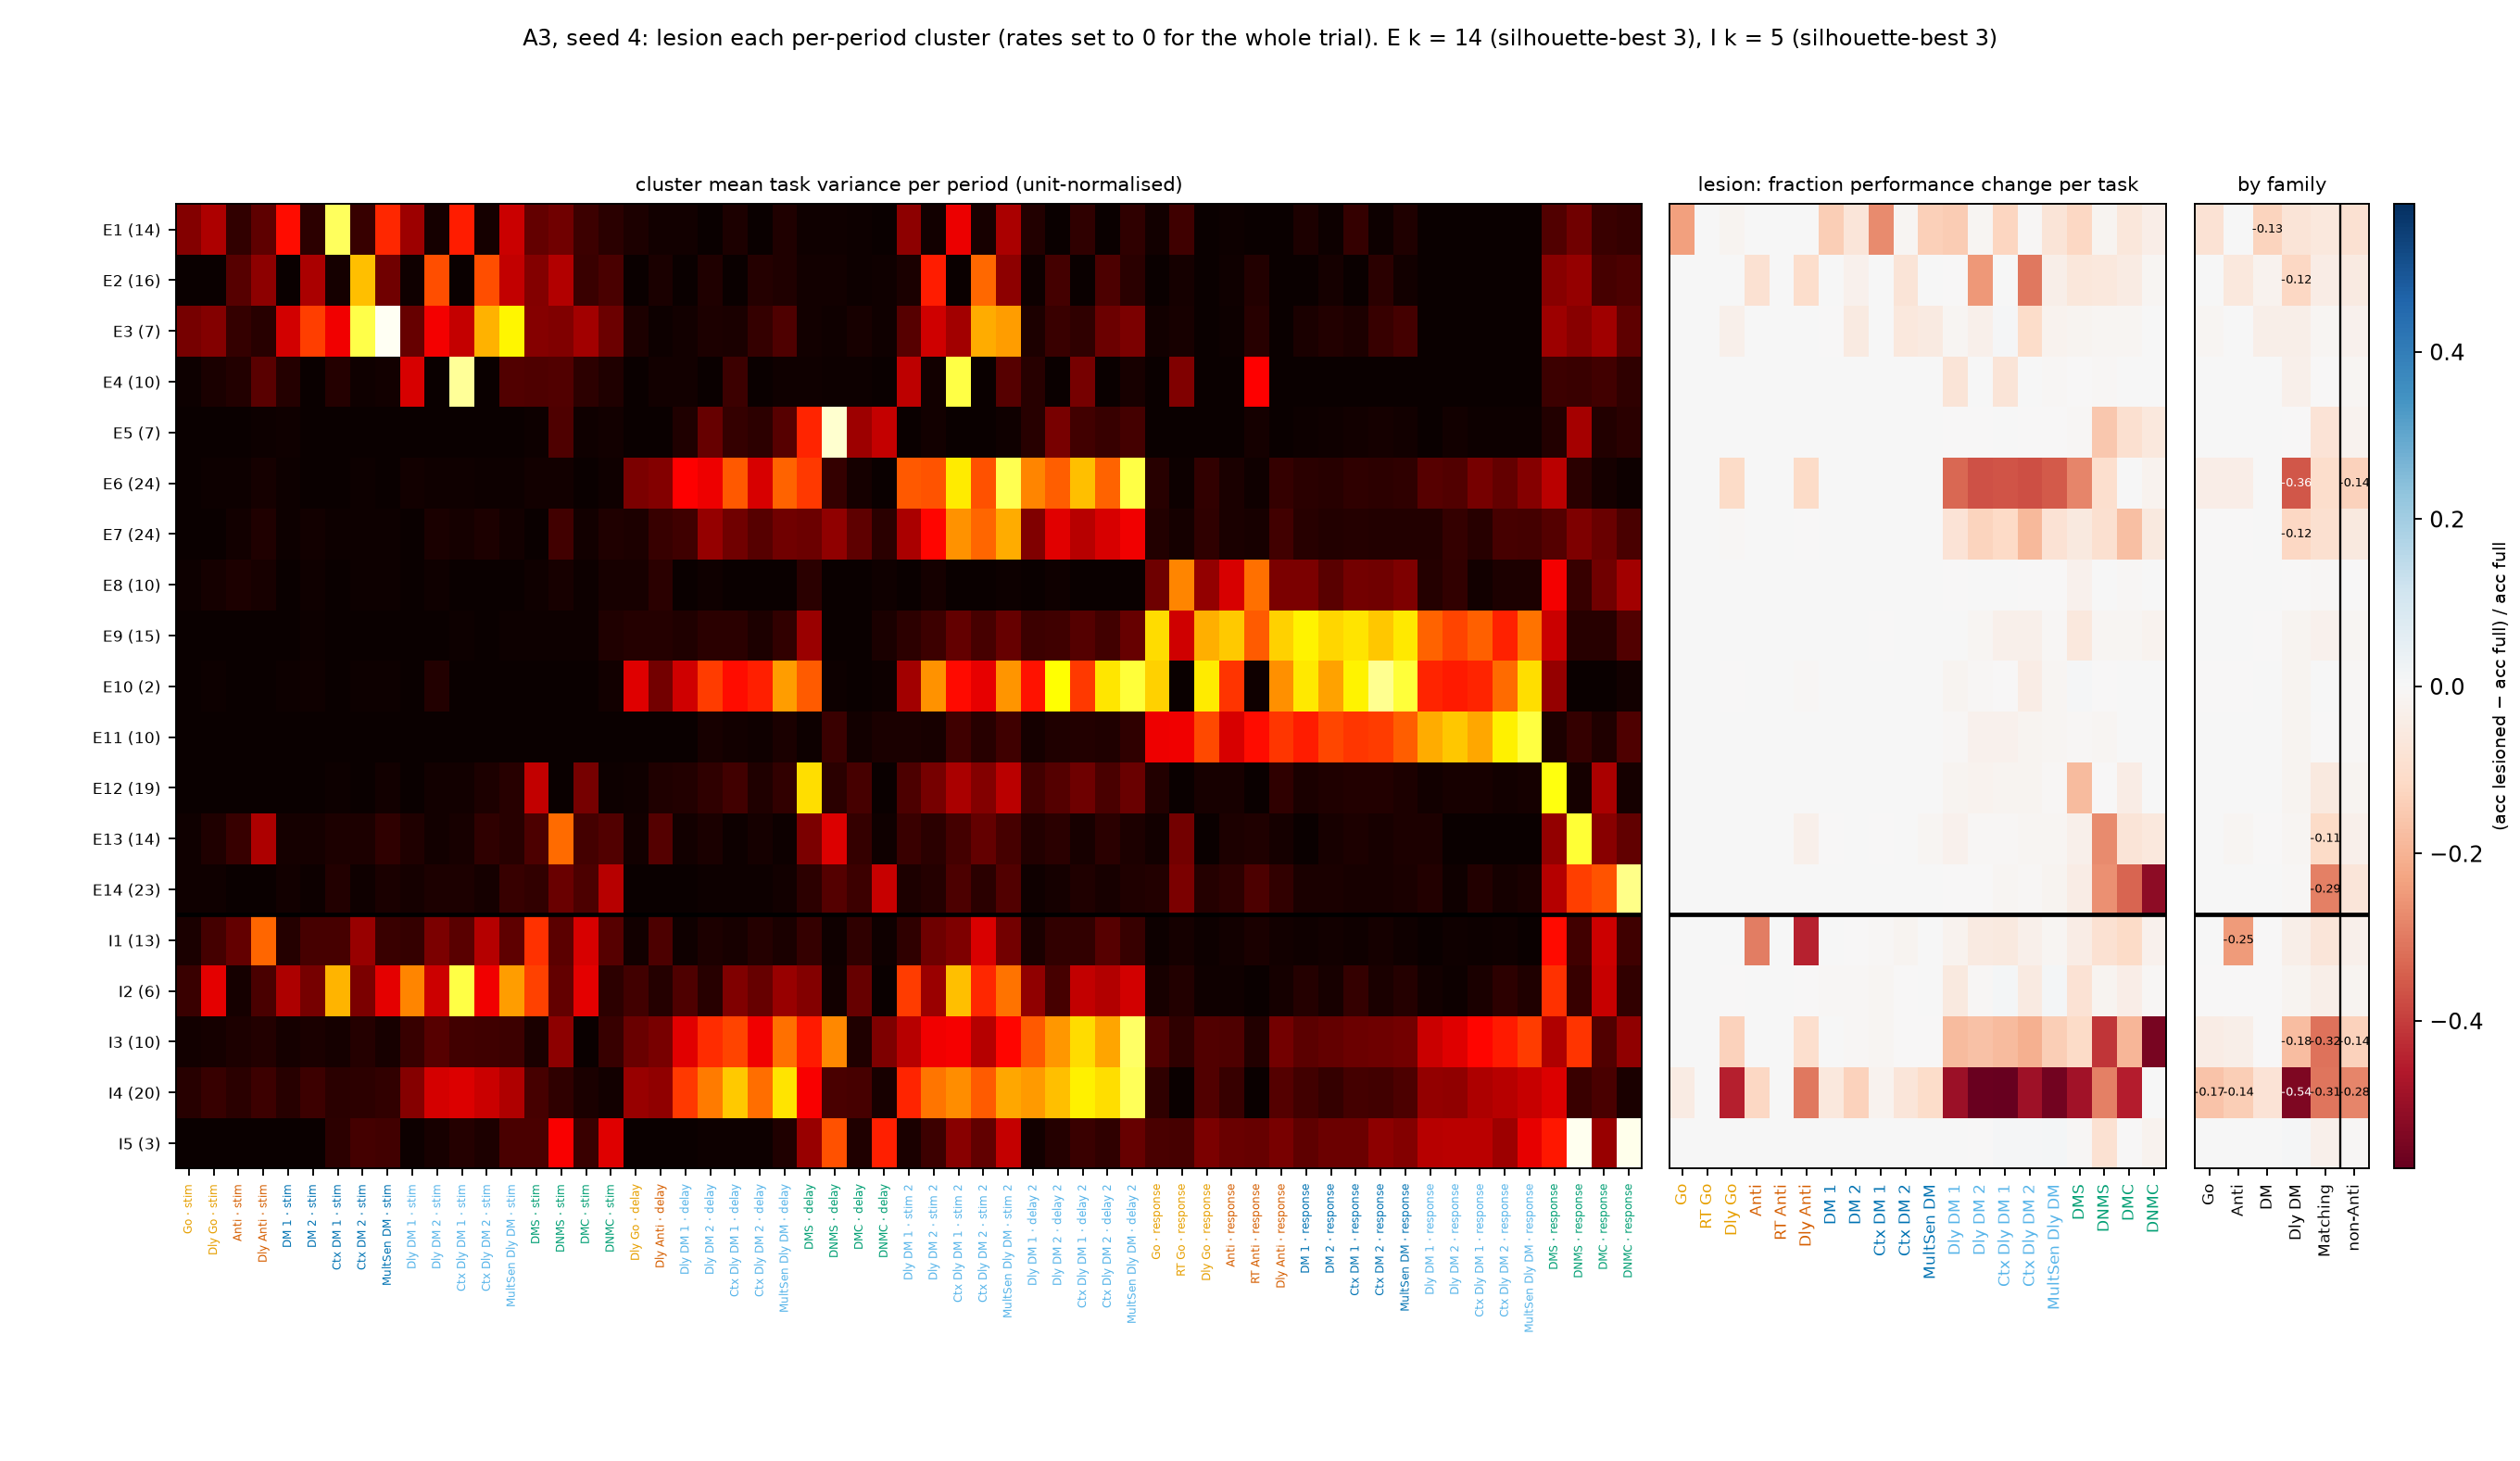 A3, seed 4: lesion each per-period cluster (rates set to 0 for the whole trial). E k = 14 (silhouette-best 3), I k = 5 (silhouette-best 3)
cluster mean task variance per period (unit-normalised)
lesion: fraction performance change per task
by family
E1 (14)
E2 (16)
E3 (7)
E4 (10)
E5 (7)
E6 (24)
E7 (24)
E8 (10)
E9 (15)
E10 (2)
E11 (10)
E12 (19)
E13 (14)
E14 (23)
I1 (13)
I2 (6)
I3 (10)
I4 (20)
I5 (3)
-0.13
-0.12
-0.36
-0.14
-0.12
-0.11
-0.29
-0.25
-0.18
-0.32
-0.14
-0.17
-0.14
-0.54
-0.31
-0.28
0.4
0.2
0.0
−0.2
−0.4
(acc lesioned − acc full) / acc full
Go · stim
Dly Go · stim
Anti · stim
Dly Anti · stim
DM 1 · stim
DM 2 · stim
Ctx DM 1 · stim
Ctx DM 2 · stim
MultSen DM · stim
Dly DM 1 · stim
Dly DM 2 · stim
Ctx Dly DM 1 · stim
Ctx Dly DM 2 · stim
MultSen Dly DM · stim
DMS · stim
DNMS · stim
DMC · stim
DNMC · stim
Dly Go · delay
Dly Anti · delay
Dly DM 1 · delay
Dly DM 2 · delay
Ctx Dly DM 1 · delay
Ctx Dly DM 2 · delay
MultSen Dly DM · delay
DMS · delay
DNMS · delay
DMC · delay
DNMC · delay
Dly DM 1 · stim 2
Dly DM 2 · stim 2
Ctx Dly DM 1 · stim 2
Ctx Dly DM 2 · stim 2
MultSen Dly DM · stim 2
Dly DM 1 · delay 2
Dly DM 2 · delay 2
Ctx Dly DM 1 · delay 2
Ctx Dly DM 2 · delay 2
MultSen Dly DM · delay 2
Go · response
RT Go · response
Dly Go · response
Anti · response
RT Anti · response
Dly Anti · response
DM 1 · response
DM 2 · response
Ctx DM 1 · response
Ctx DM 2 · response
MultSen DM · response
Dly DM 1 · response
Dly DM 2 · response
Ctx Dly DM 1 · response
Ctx Dly DM 2 · response
MultSen Dly DM · response
DMS · response
DNMS · response
DMC · response
DNMC · response
Go
RT Go
Dly Go
Anti
RT Anti
Dly Anti
DM 1
DM 2
Ctx DM 1
Ctx DM 2
MultSen DM
Dly DM 1
Dly DM 2
Ctx Dly DM 1
Ctx Dly DM 2
MultSen Dly DM
DMS
DNMS
DMC
DNMC
Go
Anti
DM
Dly DM
Matching
non-Anti